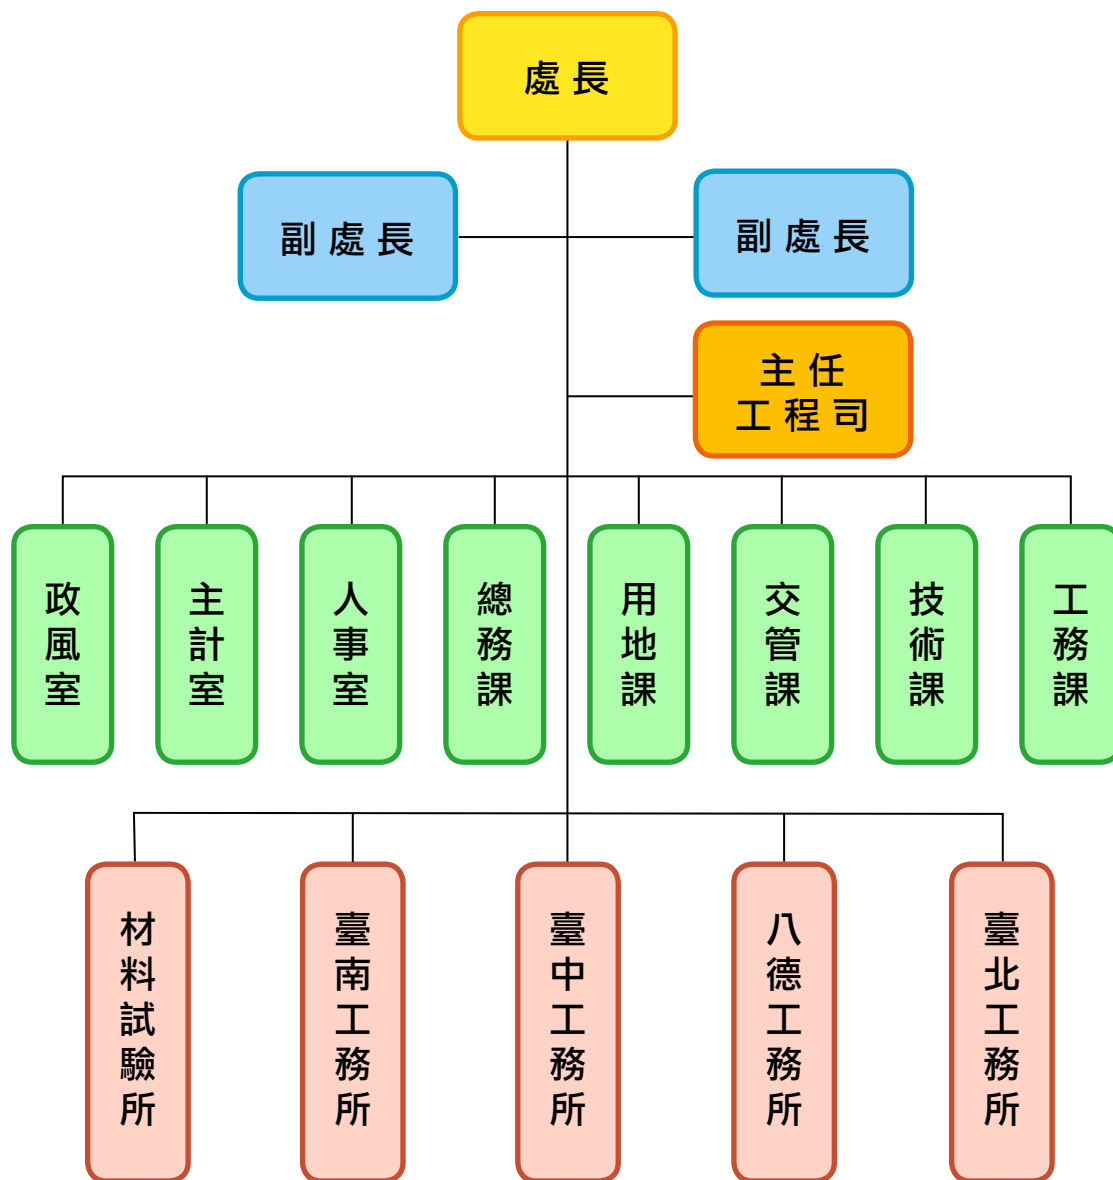 處長
副處長
副處長
主任
工程司
政風室
主計室
人事室
總務課
用地課
交管課
技術課
工務課
材料試驗所
臺南工務所
臺中工務所
八德工務所
臺北工務所